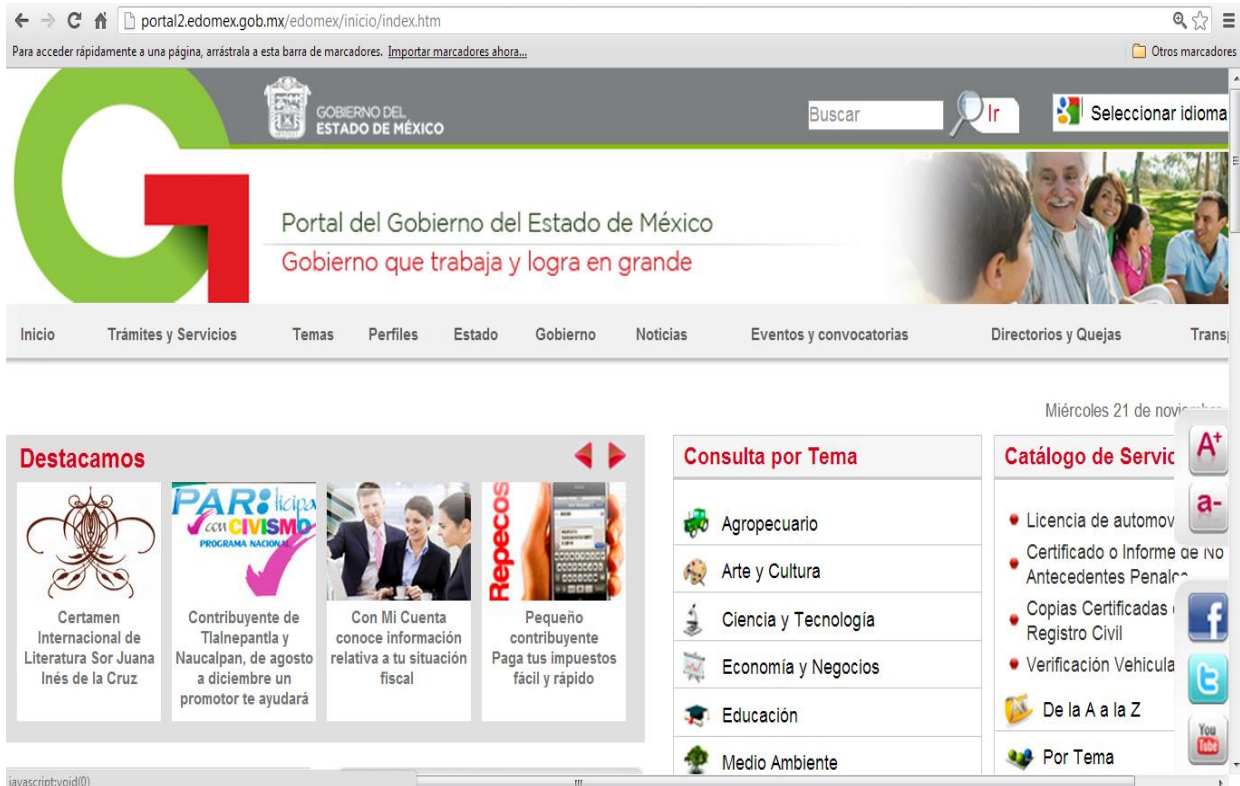 portal2.edomex.gob.mx/edomex/inicio/index.htm
Para acceder rápidamente a una página, arrástrala a esta barra de marcadores. Importar marcadores ahora...
Otros marcadores
GOBIERNO DEL
ESTADO DE MÉXICO
Buscar
Ir
Seleccionar idioma
Portal del Gobierno del Estado de México
Gobierno que trabaja y logra en grande
Inicio Trámites y Servicios Temas Perfiles Estado Gobierno Noticias Eventos y convocatorias Directorios y Quejas Trans
Miércoles 21 de noviembre
Destacamos
PAR ticipa
con CIVISMO
PROGRAMA NACIONAL
Repecos
Certamen
Internacional de
Literatura Sor Juana
Inés de la Cruz
Contribuyente de
Tlalnepantla y
Naucalpan, de agosto
a diciembre un
promotor te ayudará
Con Mi Cuenta
conoce información
relativa a tu situación
fiscal
Pequeño
contribuyente
Paga tus impuestos
fácil y rápido
Consulta por Tema
Agropecuario
Arte y Cultura
Ciencia y Tecnología
Economía y Negocios
Educación
Medio Ambiente
Catálogo de Servic
Licencia de automov
Certificado o Informe de No
Antecedentes Penales
Copias Certificadas
Registro Civil
Verificación Vehicula
De la A a la Z
Por Tema
A+
a-
You
Tube
javascript:void(0)